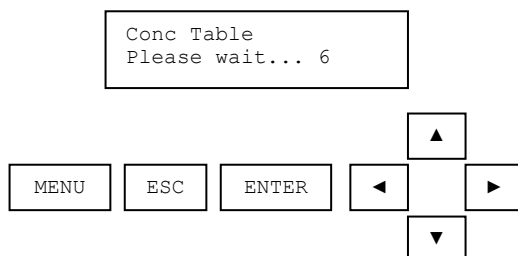 Conc Table
Please wait... 6
▲
MENU ESC ENTER ◄ ►
▼